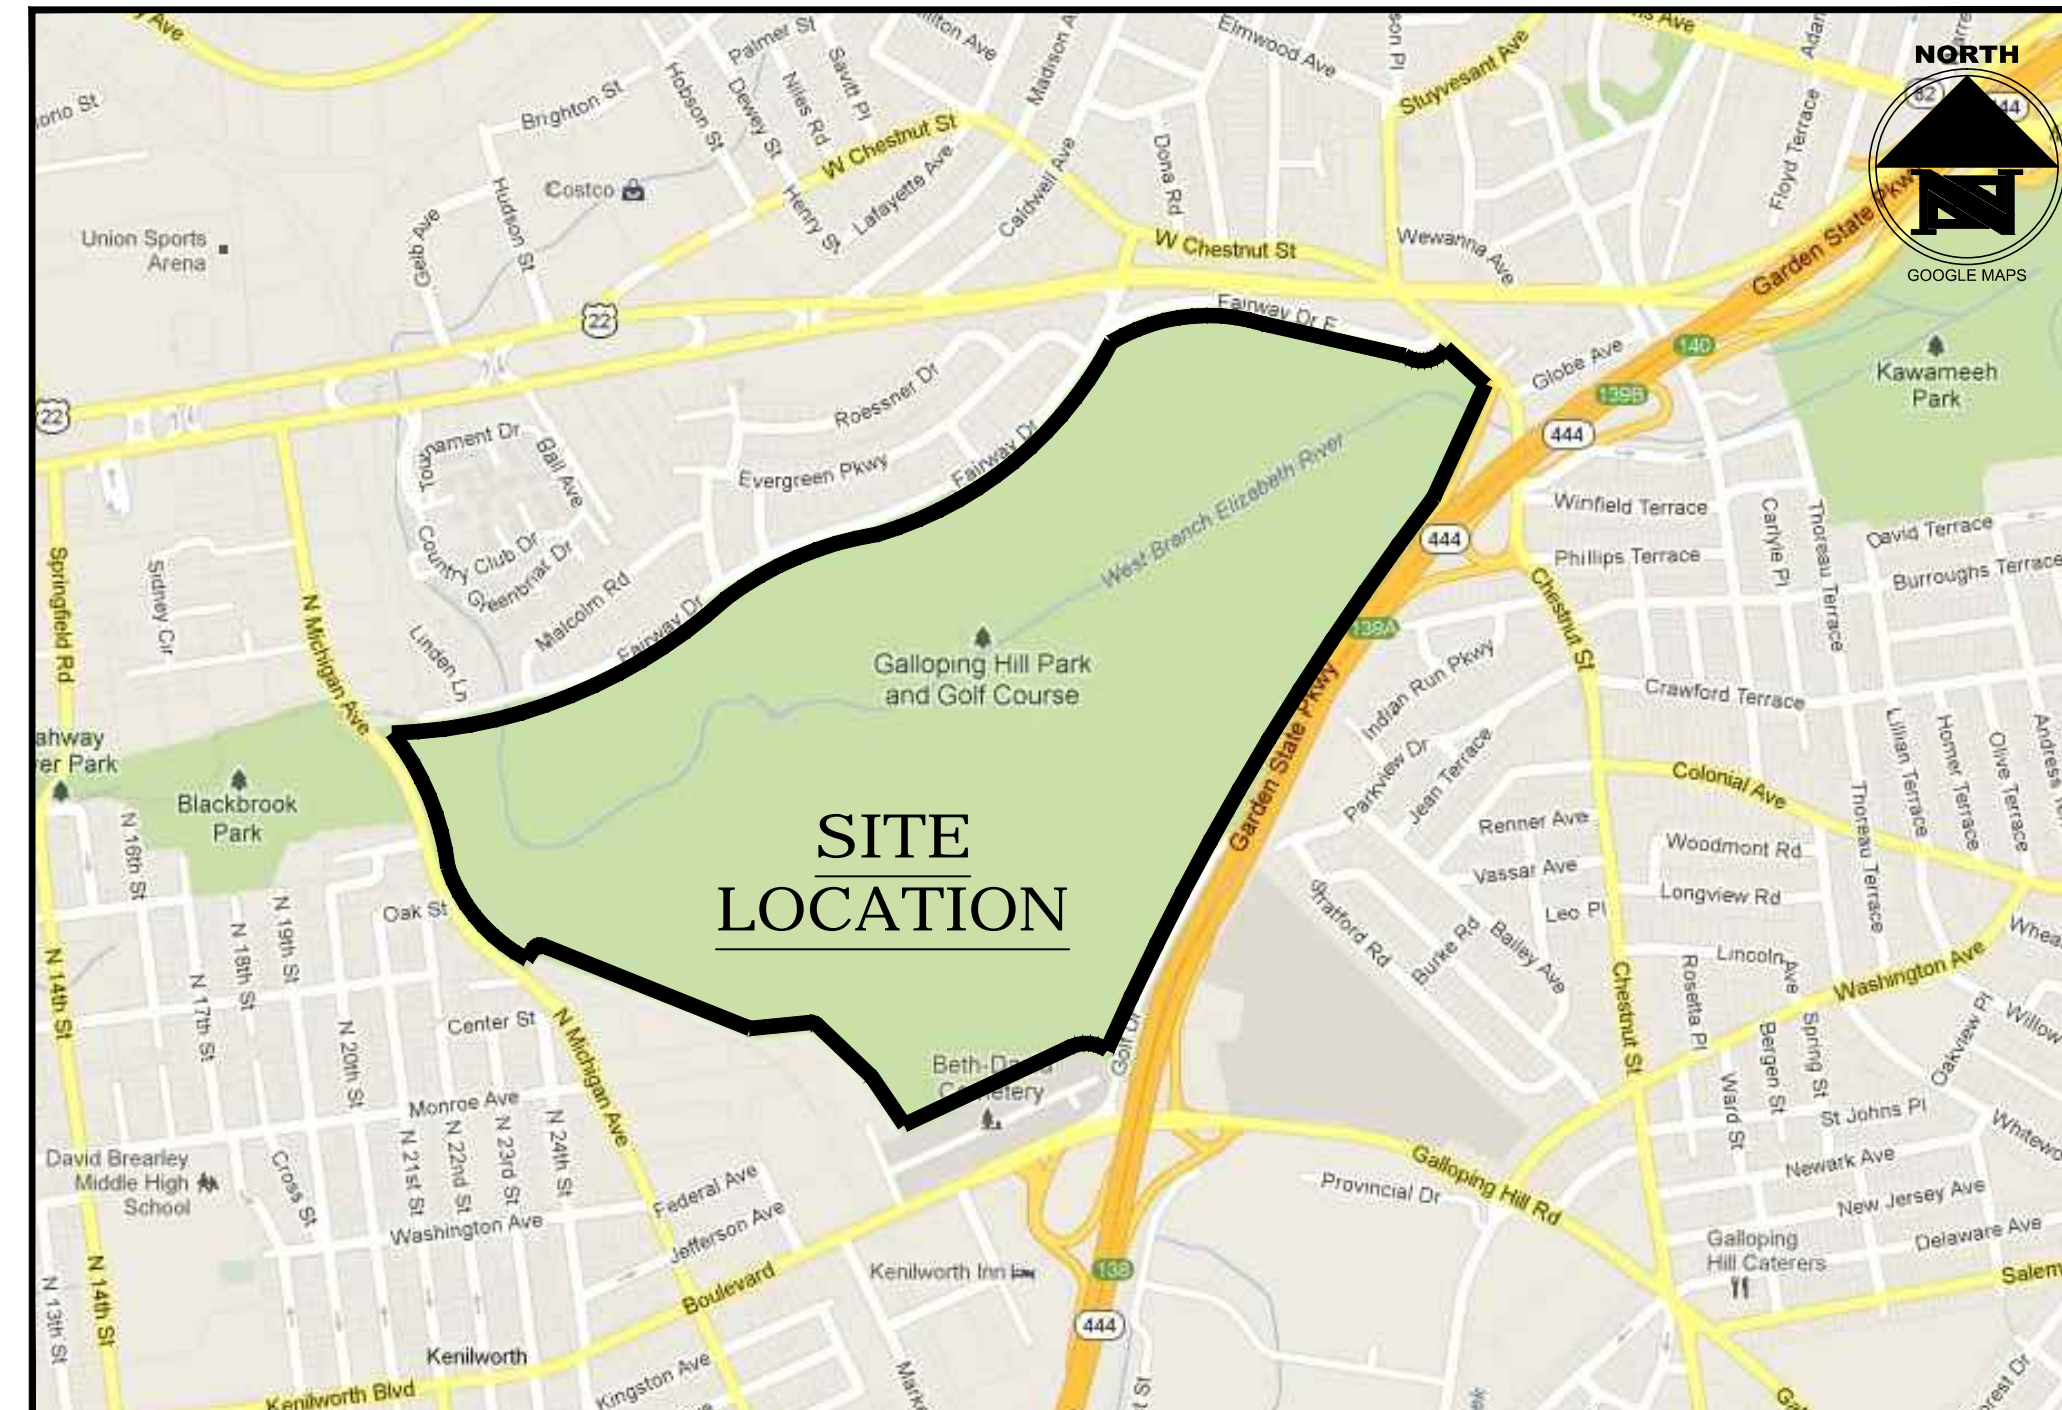 NORTH
GOOGLE MAPS
Palmer St
Savitt Pl
Niles Rd
Dewey St
Hobson St
Henry St
Brighton St
W Chestnut St
Lafayette Ave
Caldwell Ave
Elmwood Ave
Stuyvesant Ave
Dona Rd
Floyd Terrace
82
Costco
Hudson St
Union Sports
Arena
W Chestnut St
Wewanna Ave
Garden State Pkwy
22
Fairway Dr E
Globe Ave
140
139B
Kawameeh
Park
Roessner Dr
22
444
Fairway Dr
Ball Ave
Evergreen Pkwy
West Branch Elizabeth River
444
Winfield Terrace
Phillips Terrace
Carlyle Pl
Thoreau Terrace
David Terrace
Burroughs Terrace
Country Club Dr
Greenbriar Dr
Malcolm Rd
Fairway Dr
Linden Ln
Springfield Rd
Sidney Cir
N Michigan Ave
Chestnut St
139A
Galloping Hill Park
and Golf Course
Indian Run Pkwy
Crawford Terrace
Garden State Pkwy
Parkview Dr
Jean Terrace
Colonial Ave
Lillian Terrace
Homer Terrace
Olive Terrace
Thoreau Terrace
Blackbrook
Park
SITE
LOCATION
Renner Ave
Vassar Ave
Woodmont Rd
Longview Rd
Stratford Rd
Burke Rd
Bailey Ave
Lincoln Ave
Washington Ave
Oak St
N 16th St
N 17th St
N 18th St
N 19th St
N 20th St
N 14th St
Center St
N Michigan Ave
Chestnut St
Rosetta Pl
Bergen St
Spring St
Ward St
Oakview Pl
Monroe Ave
N 21st St
N 22nd St
N 23rd St
N 24th St
St Johns Pl
Newark Ave
New Jersey Ave
Delaware Ave
David Brearley
Middle High
School
Cross St
Washington Ave
Federal Ave
Jefferson Ave
Boulevard
Galloping Hill Rd
Provincial Dr
Galloping
Hill Caterers
Kenilworth Inn
138
444
N 13th St
N 14th St
Kenilworth
Kenilworth Blvd
Kingston Ave